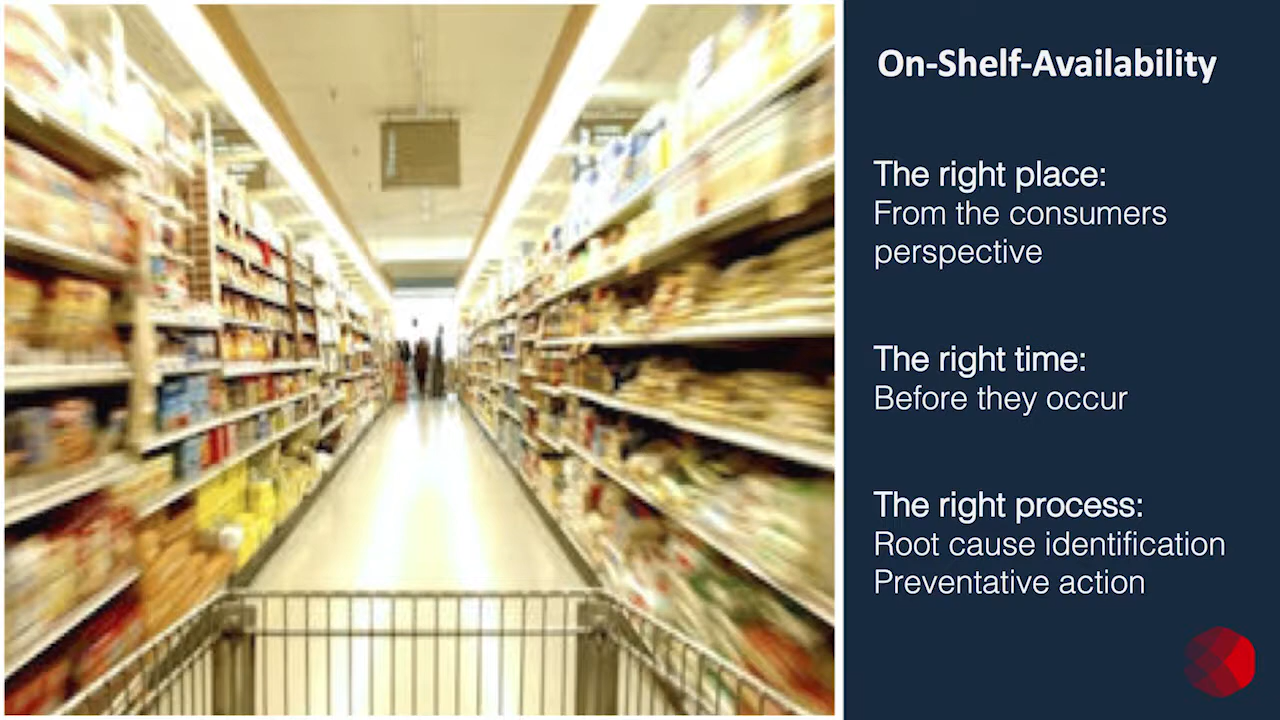 On-Shelf-Availability
The right place:
From the consumers
perspective
The right time:
Before they occur
The right process:
Root cause identification
Preventative action